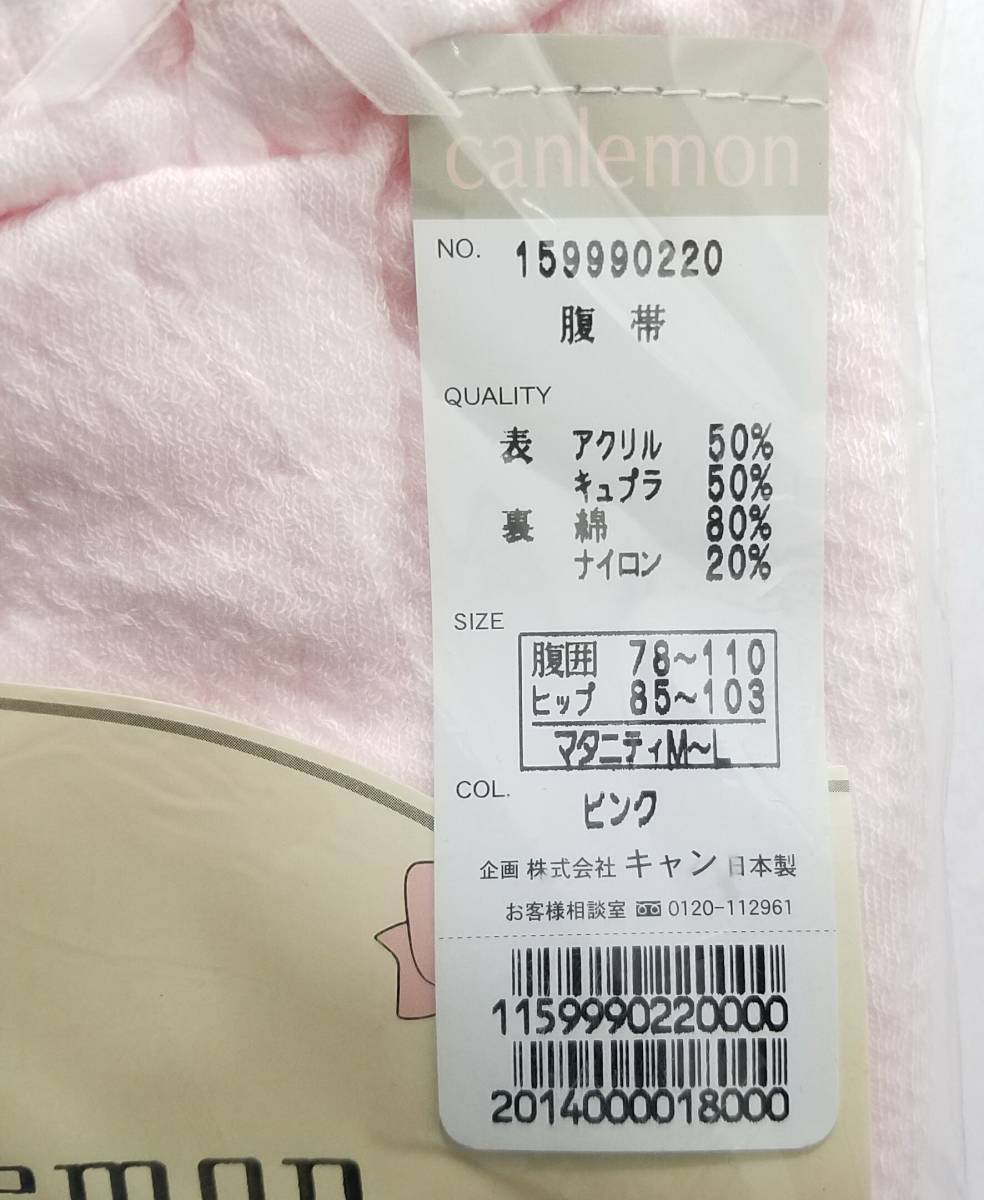 canlemon
NO. 159990220
腹 帯
QUALITY
表 アクリル 50%
キュプラ 50%
裏 綿 80%
ナイロン 20%
SIZE
腹囲 78~110
ヒップ 85~103
マタニティM~L
COL. ピンク
企画 株式会社 キャン 日本製
お客様相談室 0120-112961
1159990220000
2014000018000
emon